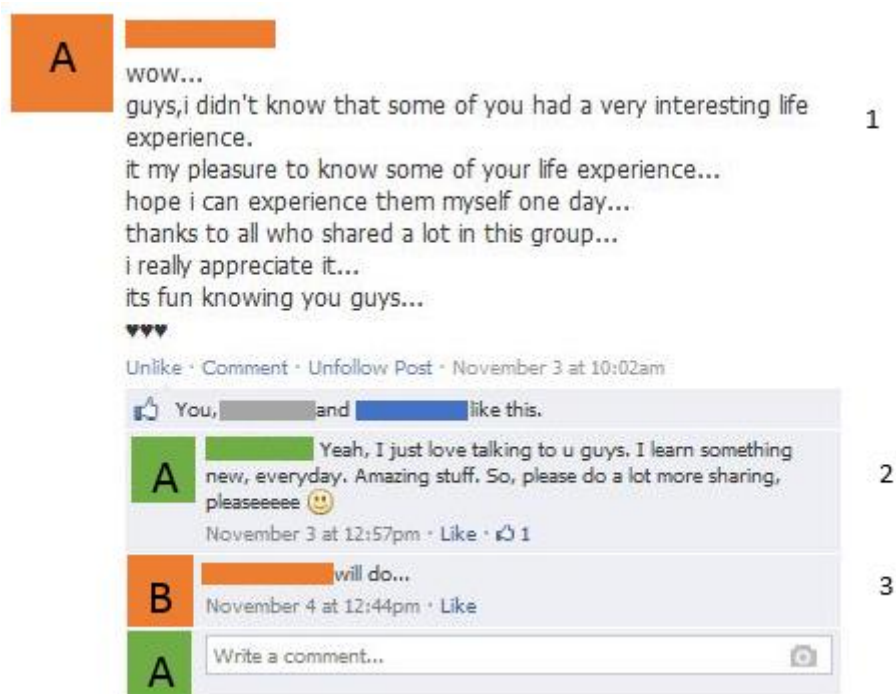 A
wow...
guys,i didn't know that some of you had a very interesting life
experience.
1
it my pleasure to know some of your life experience...
hope i can experience them myself one day...
thanks to all who shared a lot in this group...
i really appreciate it...
its fun knowing you guys...
♥♥♥
Unlike · Comment · Unfollow Post · November 3 at 10:02am
You, and like this.
A
Yeah, I just love talking to u guys. I learn something
new, everyday. Amazing stuff. So, please do a lot more sharing,
pleaseeeee
2
November 3 at 12:57pm · Like · 1
B
will do...
3
November 4 at 12:44pm · Like
A
Write a comment...